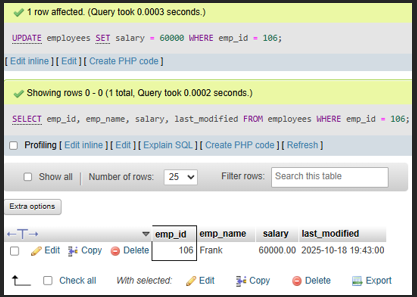 1 row affected. (Query took 0.0003 seconds.)
UPDATE employees SET salary = 60000 WHERE emp_id = 106;
[ Edit inline ] [ Edit ] [ Create PHP code ]
Showing rows 0 - 0 (1 total, Query took 0.0002 seconds.)
SELECT emp_id, emp_name, salary, last_modified FROM employees WHERE emp_id = 106;
Profiling [ Edit inline ] [ Edit ] [ Explain SQL ] [ Create PHP code ] [ Refresh ]
Show all | Number of rows: 25 Filter rows: Search this table
Extra options
←T→ emp_id emp_name salary last_modified
Edit Copy Delete 106 Frank 60000.00 2025-10-18 19:43:00
Check all With selected: Edit Copy Delete Export